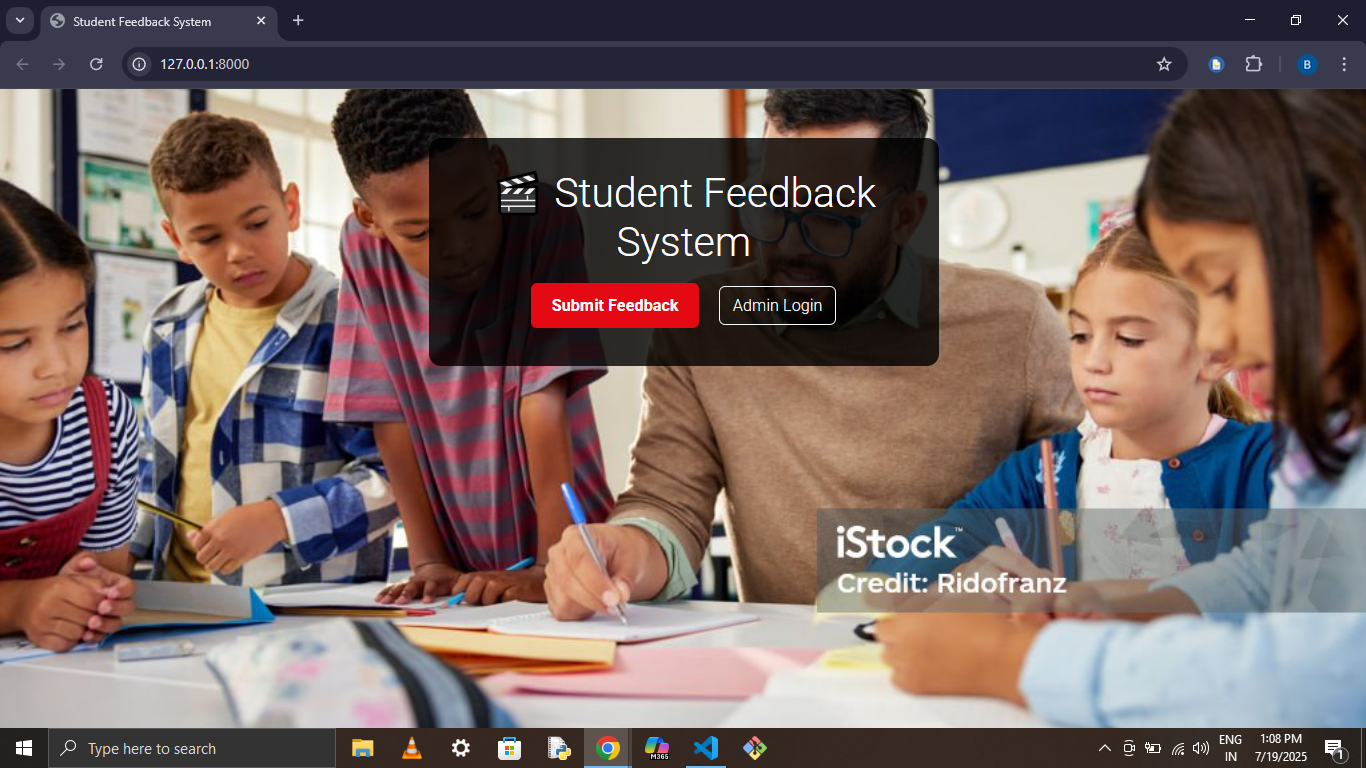 Student Feedback System
127.0.0.1:8000
B
🎬 Student Feedback
System
Submit Feedback
Admin Login
iStock™
Credit: Ridofranz
Type here to search
M365
ENG
IN
1:08 PM
7/19/2025
1